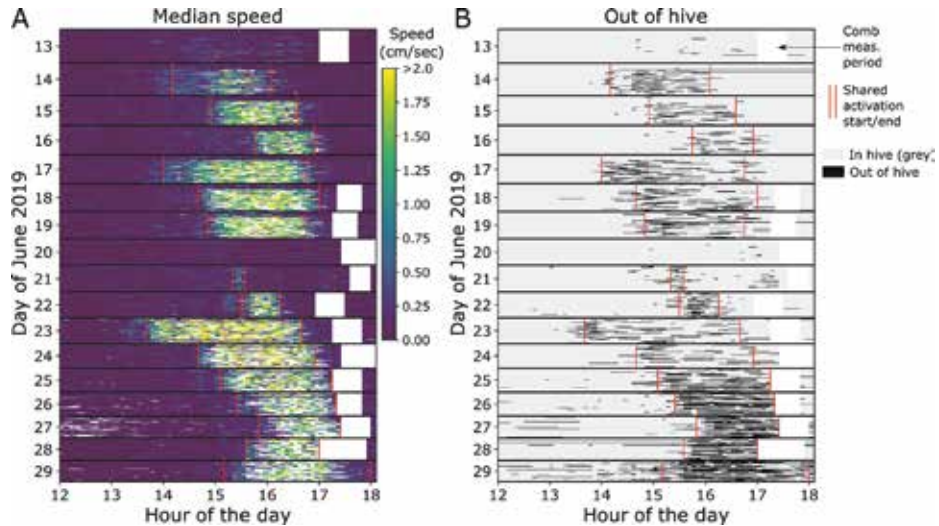 A
Median speed
Speed
(cm/sec)
>2.0
1.75
1.50
1.25
1.00
0.75
0.50
0.25
0.00
Day of June 2019
13
14
15
16
17
18
19
20
21
22
23
24
25
26
27
28
29
12 13 14 15 16 17 18
Hour of the day
B
Out of hive
Comb
meas.
period
Shared
activation
start/end
In hive (grey)
Out of hive
Day of June 2019
13
14
15
16
17
18
19
20
21
22
23
24
25
26
27
28
29
12 13 14 15 16 17 18
Hour of the day